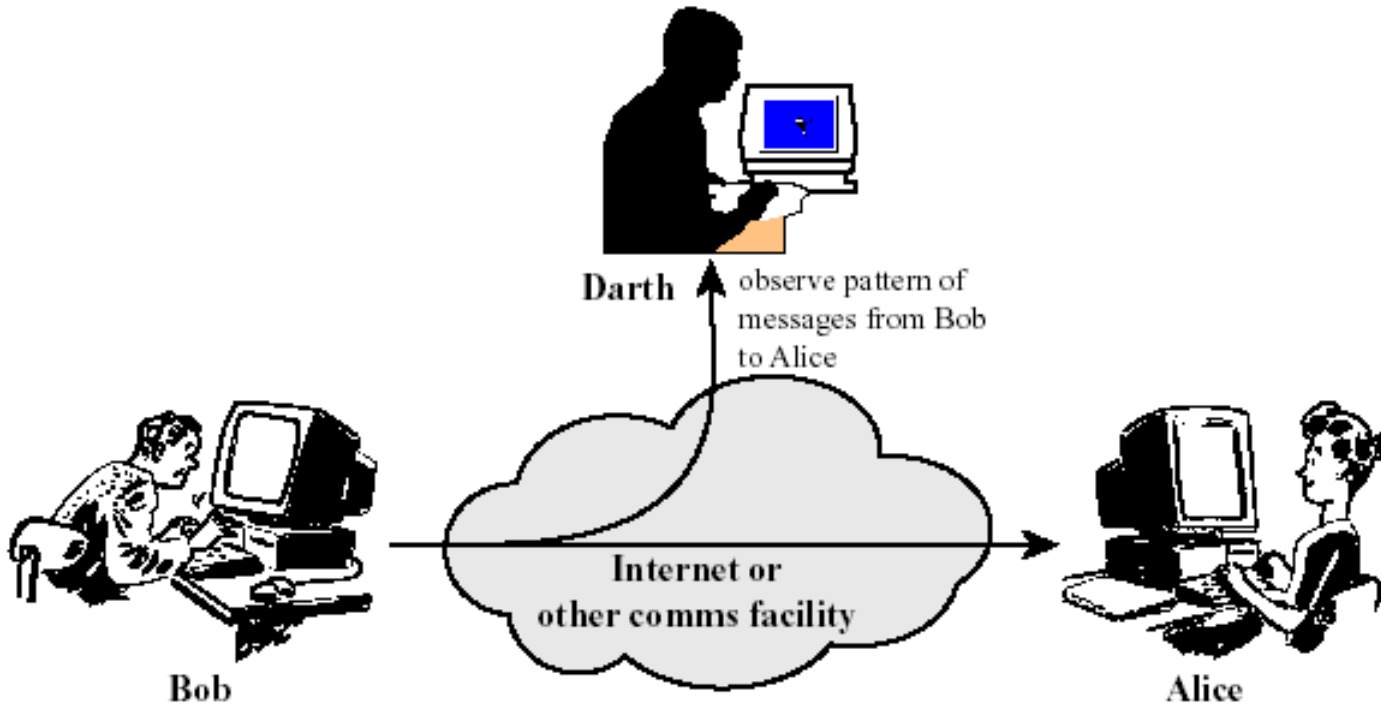 Darth
observe pattern of
messages from Bob
to Alice
Internet or
other comms facility
Bob
Alice